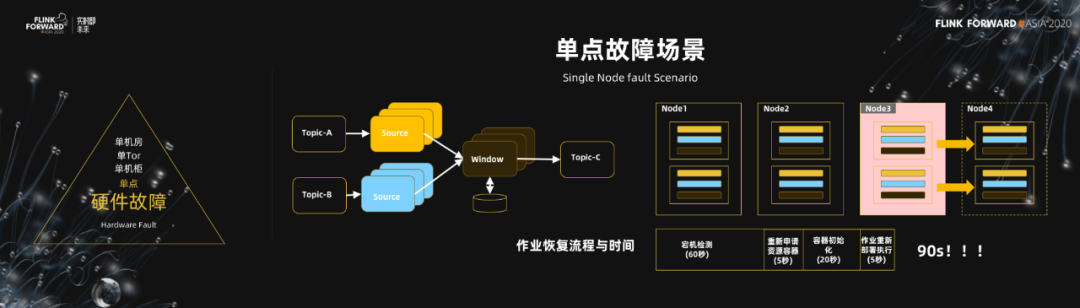 FLINK
FORWARD
#ASIA 2020
实时即
未来
FLINK FORWARD #ASIA 2020
单点故障场景
Single Node fault Scenario
单机房
单Tor
单机柜
单点
硬件故障
Hardware Fault
Topic-A
Source
Topic-B
Source
Window
Topic-C
Node1
Node2
Node3
Node4
作业恢复流程与时间
宕机检测
(60秒)
重新申请
资源容器
(5秒)
容器初始
化
(20秒)
作业重新
部署执行
(5秒)
90s！！！